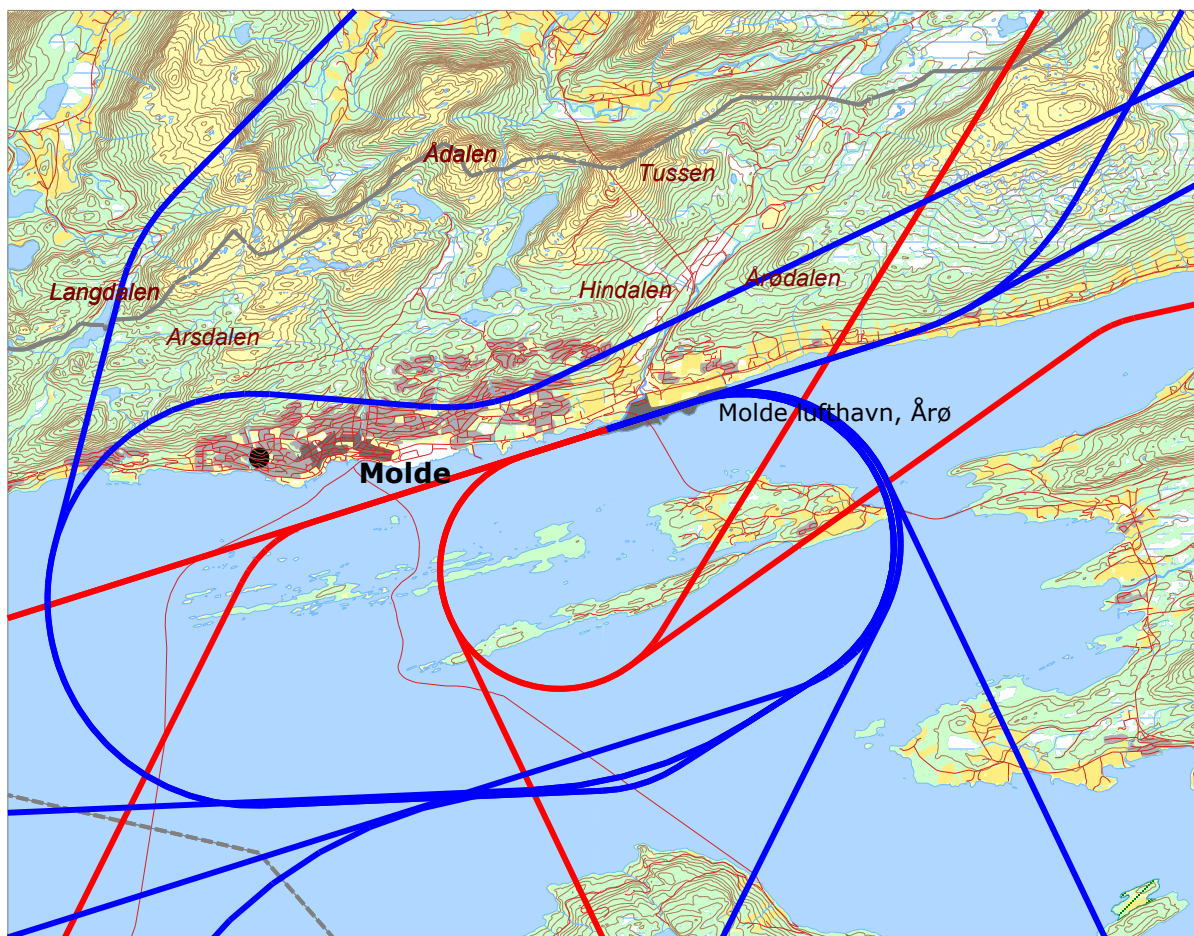 Ådalen
Tussen
Langdalen
Hindalen
Årødalen
Arsdalen
Molde lufthavn, Årø
Molde